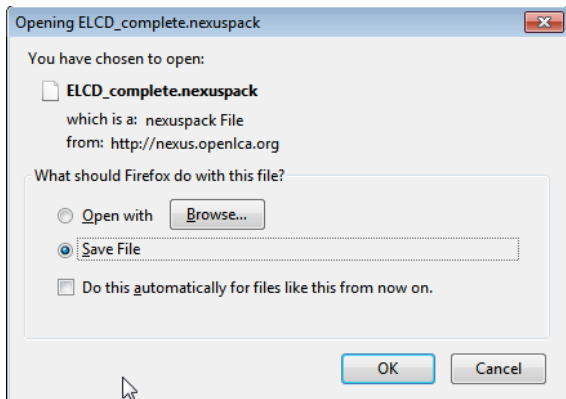 Opening ELCD_complete.nexuspack
You have chosen to open:
ELCD_complete.nexuspack
which is a: nexuspack File
from: http://nexus.openlca.org
What should Firefox do with this file?
Open with Browse...
Save File
Do this automatically for files like this from now on.
OK Cancel